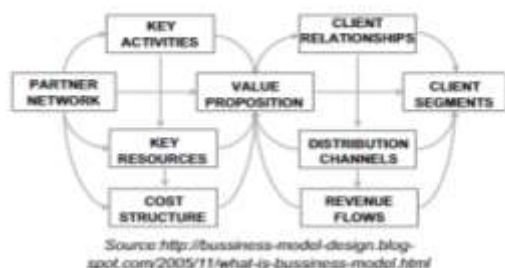 KEY
ACTIVITIES
CLIENT
RELATIONSHIPS
PARTNER
NETWORK
VALUE
PROPOSITION
CLIENT
SEGMENTS
KEY
RESOURCES
DISTRIBUTION
CHANNELS
COST
STRUCTURE
REVENUE
FLOWS
Source:http://bussiness-model-design.blog-
spot.com/2005/11/what-is-bussiness-model.html